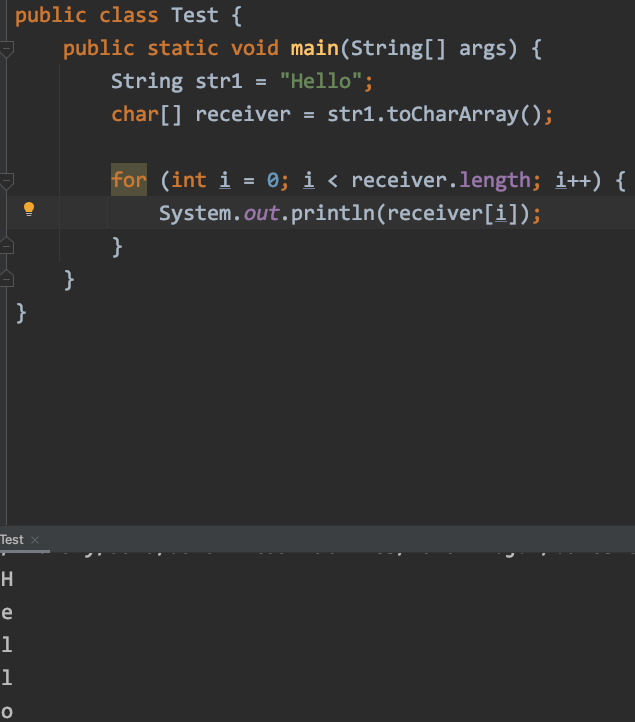 public class Test {
    public static void main(String[] args) {
        String str1 = "Hello";
        char[] receiver = str1.toCharArray();

        for (int i = 0; i < receiver.length; i++) {
            System.out.println(receiver[i]);
        }
    }
}
Test
H
e
l
l
o